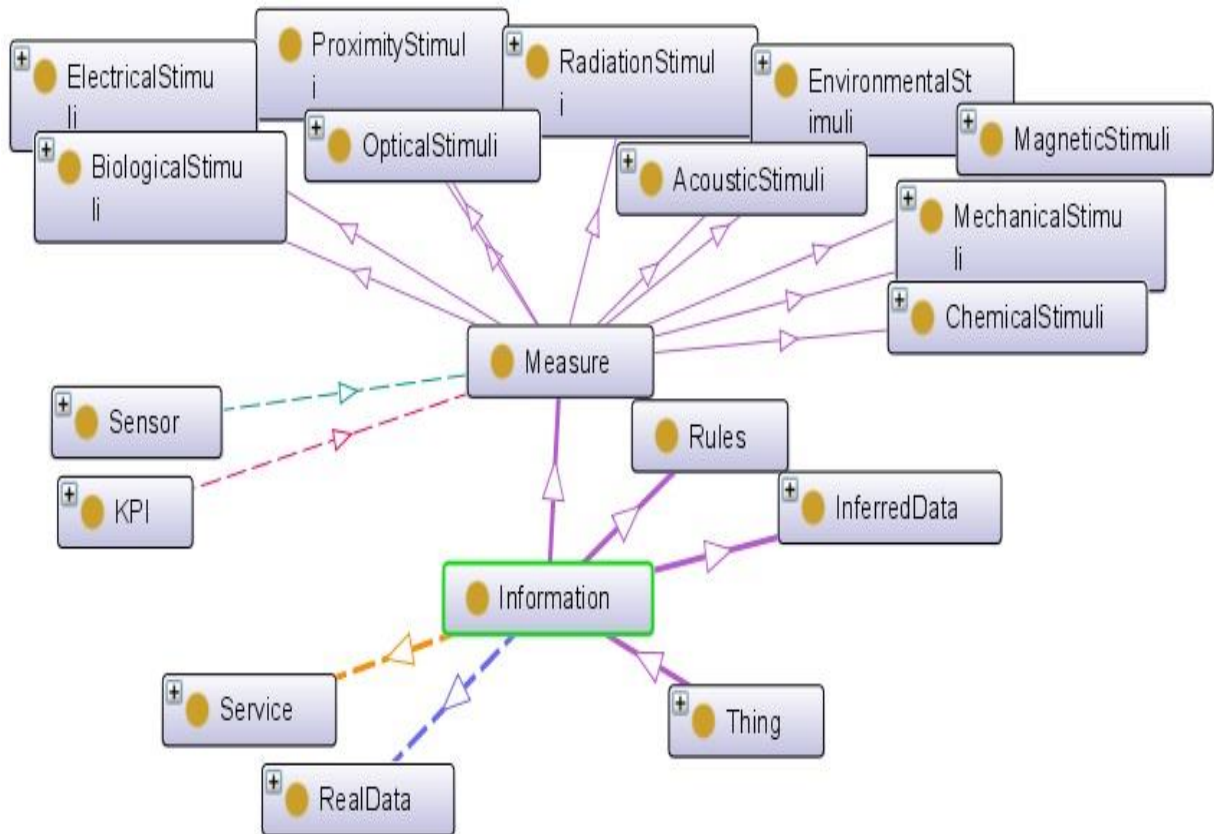 ProximityStimul
i
ElectricalStimu
li
RadiationStimul
i
EnvironmentalSt
imuli
MagneticStimuli
OpticalStimuli
BiologicalStimu
li
AcousticStimuli
MechanicalStimu
li
ChemicalStimuli
Measure
Sensor
Rules
KPI
InferredData
Information
Service
Thing
RealData